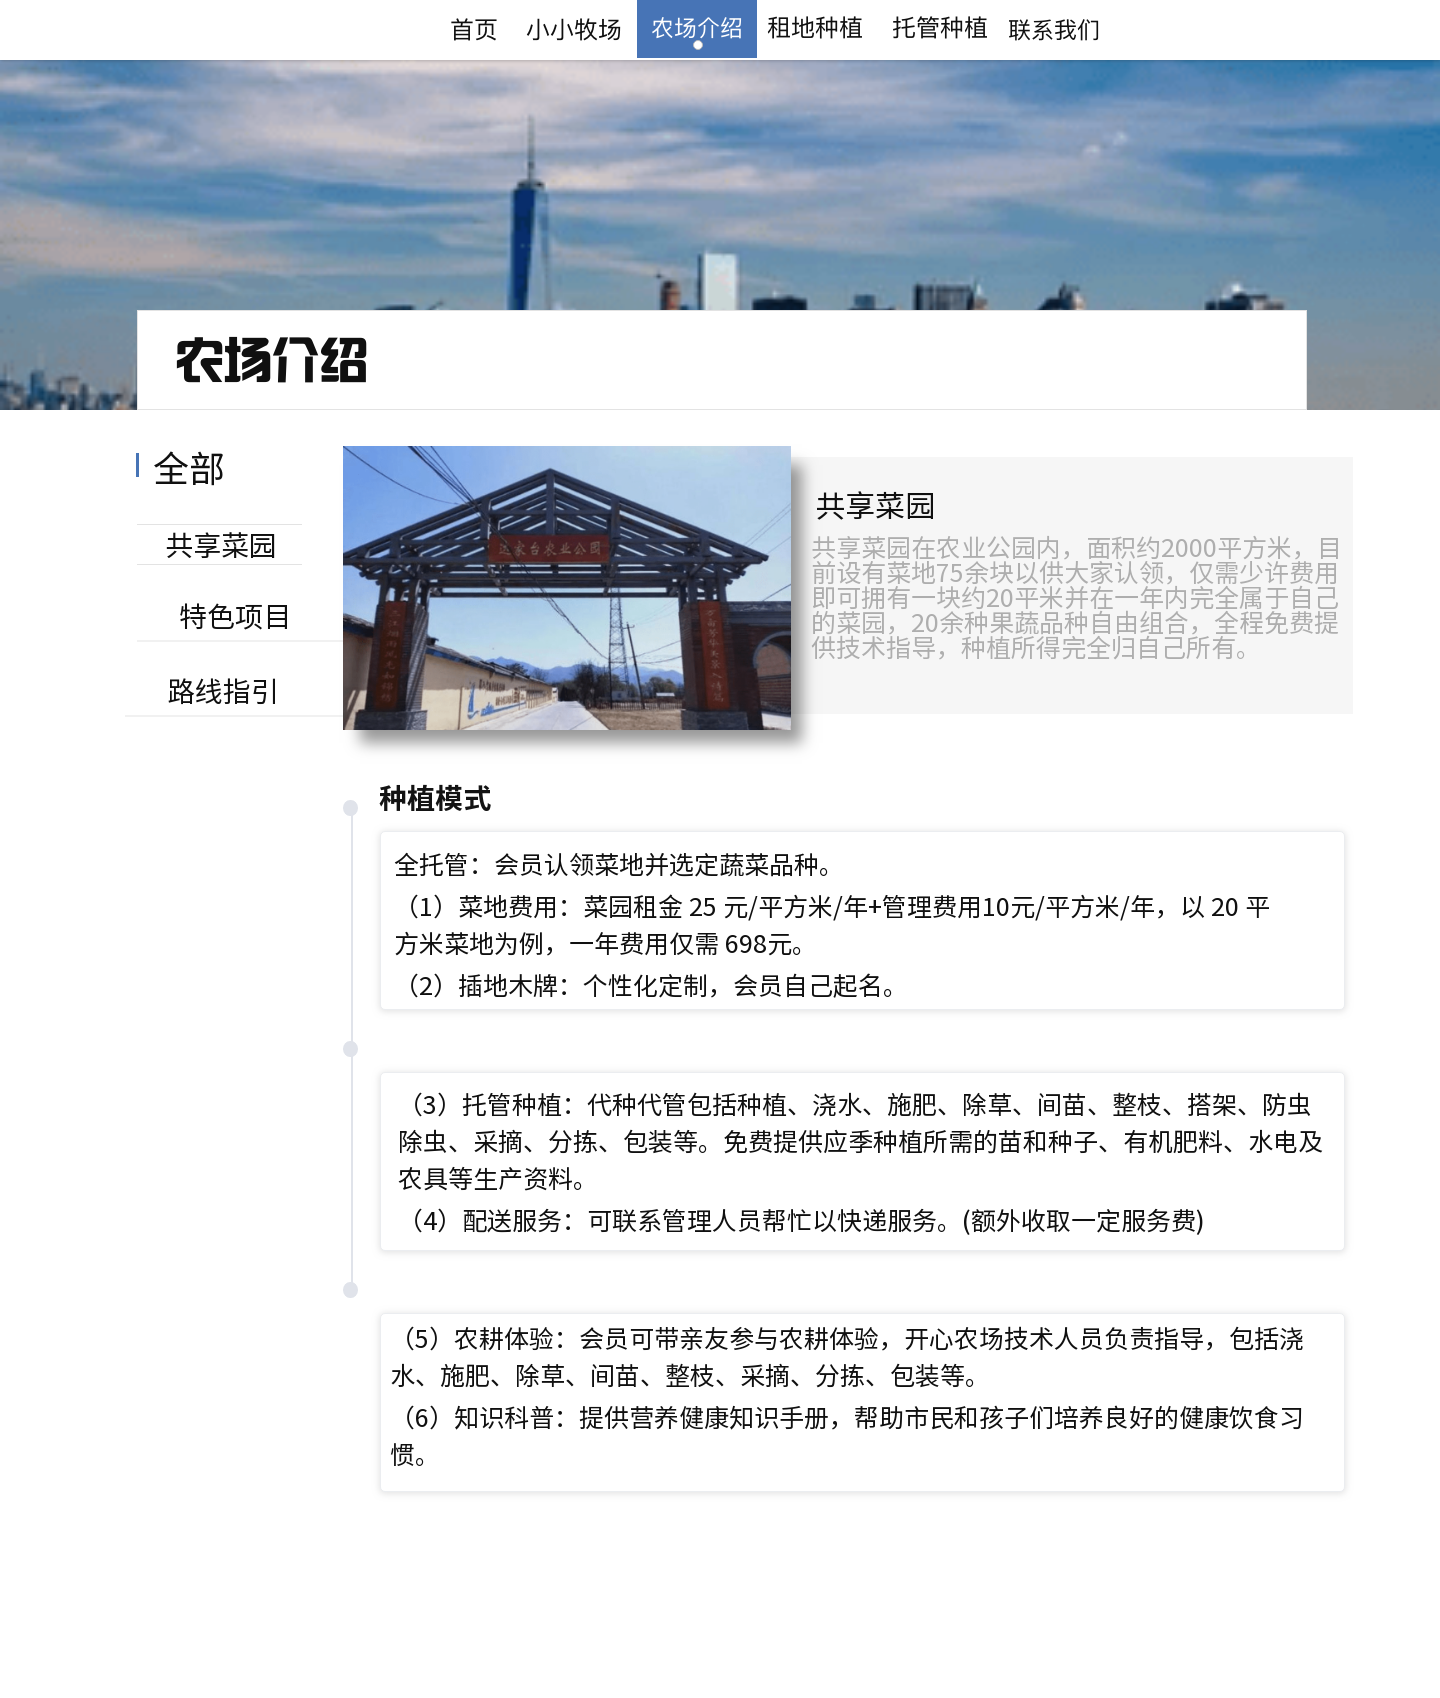 首页 小小牧场 农场介绍 租地种植 托管种植 联系我们
农场介绍
全部
共享菜园
特色项目
路线指引
共享菜园
共享菜园在农业公园内，面积约2000平方米，目
前设有菜地75余块以供大家认领，仅需少许费用
即可拥有一块约20平米并在一年内完全属于自己
的菜园，20余种果蔬品种自由组合，全程免费提
供技术指导，种植所得完全归自己所有。
种植模式
全托管：会员认领菜地并选定蔬菜品种。
（1）菜地费用：菜园租金 25 元/平方米/年+管理费用10元/平方米/年，以 20 平
方米菜地为例，一年费用仅需 698元。
（2）插地木牌：个性化定制，会员自己起名。
（3）托管种植：代种代管包括种植、浇水、施肥、除草、间苗、整枝、搭架、防虫
除虫、采摘、分拣、包装等。免费提供应季种植所需的苗和种子、有机肥料、水电及
农具等生产资料。
（4）配送服务：可联系管理人员帮忙以快递服务。(额外收取一定服务费)
（5）农耕体验：会员可带亲友参与农耕体验，开心农场技术人员负责指导，包括浇
水、施肥、除草、间苗、整枝、采摘、分拣、包装等。
（6）知识科普：提供营养健康知识手册，帮助市民和孩子们培养良好的健康饮食习
惯。